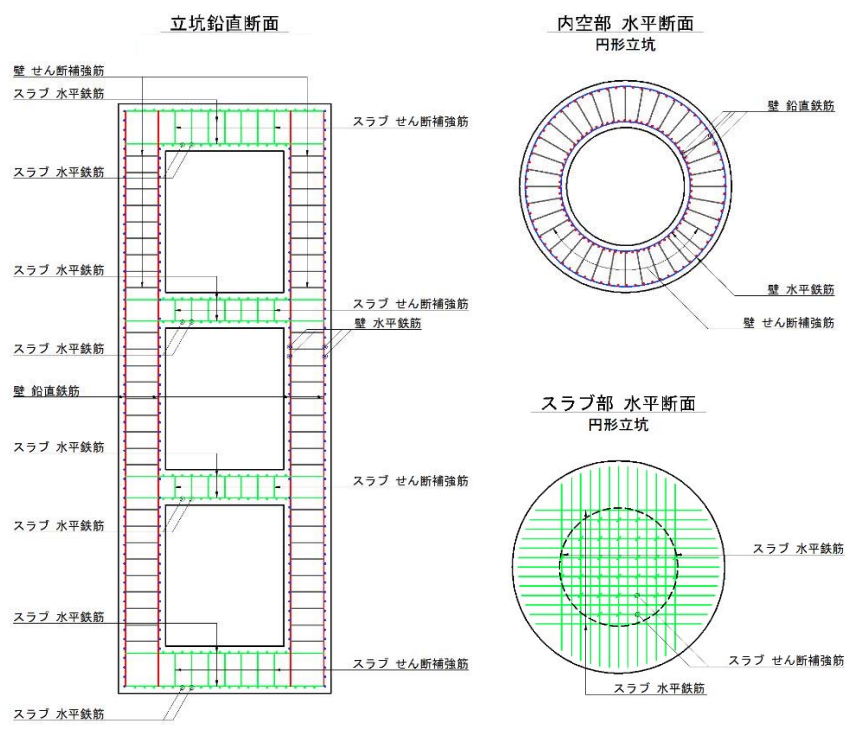 立坑鉛直断面
壁 せん断補強筋
スラブ 水平鉄筋
スラブ せん断補強筋
スラブ 水平鉄筋
スラブ 水平鉄筋
スラブ せん断補強筋
壁 水平鉄筋
スラブ 水平鉄筋
壁 鉛直鉄筋
スラブ 水平鉄筋
スラブ せん断補強筋
スラブ 水平鉄筋
スラブ 水平鉄筋
スラブ せん断補強筋
スラブ 水平鉄筋
内空部 水平断面
円形立坑
壁 鉛直鉄筋
壁 水平鉄筋
壁 せん断補強筋
スラブ部 水平断面
円形立坑
スラブ 水平鉄筋
スラブ せん断補強筋
スラブ 水平鉄筋